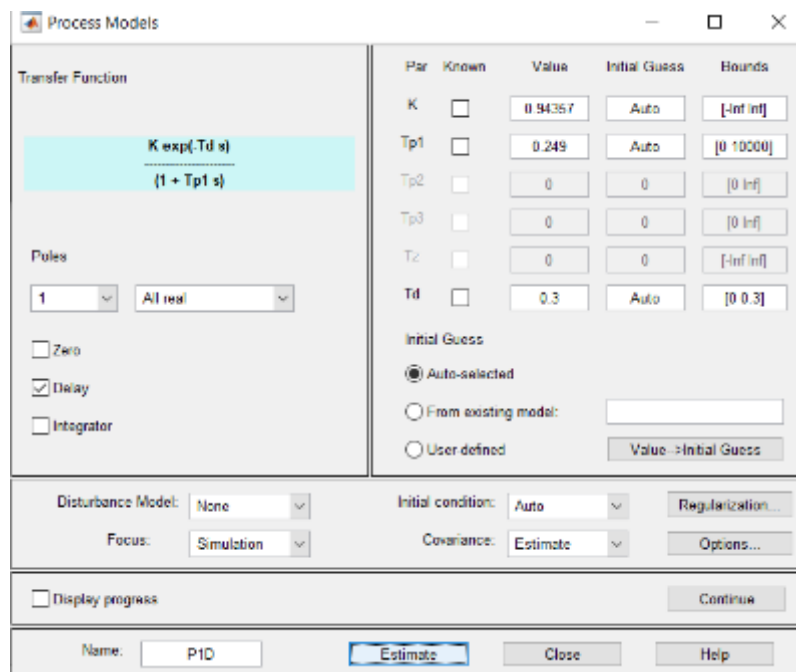 Process Models
Transfer Function
K exp(-Td s)
(1 + Tp1 s)
Poles
1 All real
Zero
Delay
Integrator
Par Known Value Initial Guess Bounds
K 0.94357 Auto [-Inf Inf]
Tp1 0.249 Auto [0 10000]
Tp2 0 0 [0 Inf]
Tp3 0 0 [0 Inf]
Tz 0 0 [-Inf Inf]
Td 0.3 Auto [0 0.3]
Initial Guess
Auto-selected
From existing model:
User-defined Value-->Initial Guess
Disturbance Model: None Initial condition: Auto Regularization...
Focus: Simulation Covariance: Estimate Options...
Display progress Continue
Name: P1D Estimate Close Help